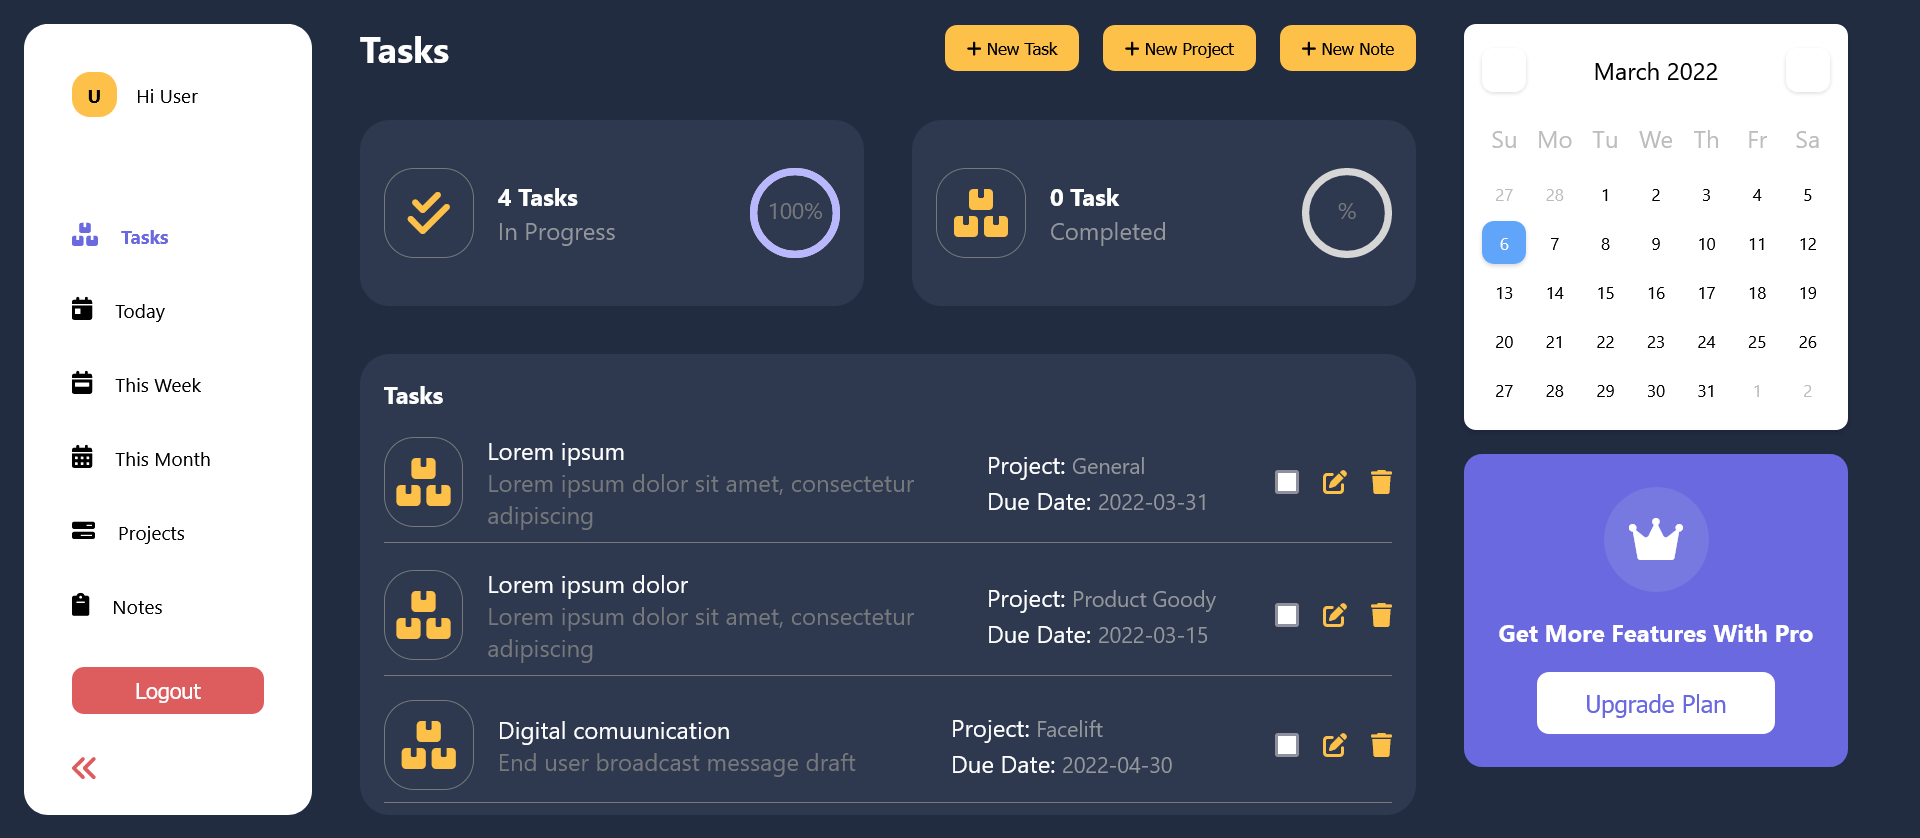 U
Hi User
Tasks
Today
This Week
This Month
Projects
Notes
Logout
Tasks
+ New Task
+ New Project
+ New Note
4 Tasks
In Progress
100%
0 Task
Completed
%
Tasks
Lorem ipsum
Lorem ipsum dolor sit amet, consectetur
adipiscing
Project: General
Due Date: 2022-03-31
Lorem ipsum dolor
Lorem ipsum dolor sit amet, consectetur
adipiscing
Project: Product Goody
Due Date: 2022-03-15
Digital comuunication
End user broadcast message draft
Project: Facelift
Due Date: 2022-04-30
March 2022
Su Mo Tu We Th Fr Sa
27 28 1 2 3 4 5
6 7 8 9 10 11 12
13 14 15 16 17 18 19
20 21 22 23 24 25 26
27 28 29 30 31 1 2
Get More Features With Pro
Upgrade Plan